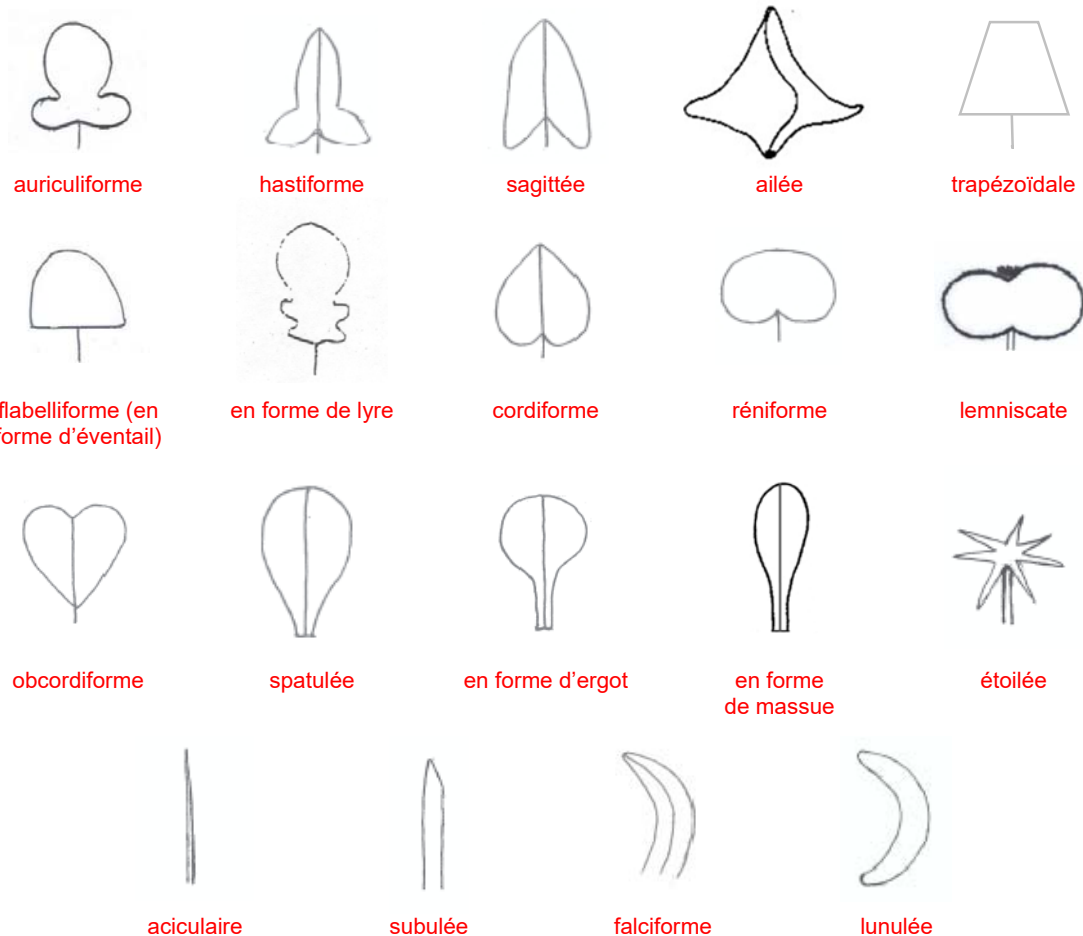 auriculiforme
hastiforme
sagittée
ailée
trapézoïdale
flabelliforme (en
forme d'éventail)
en forme de lyre
cordiforme
réniforme
lemniscate
obcordiforme
spatulée
en forme d'ergot
en forme
de massue
étoilée
aciculaire
subulée
falciforme
lunulée